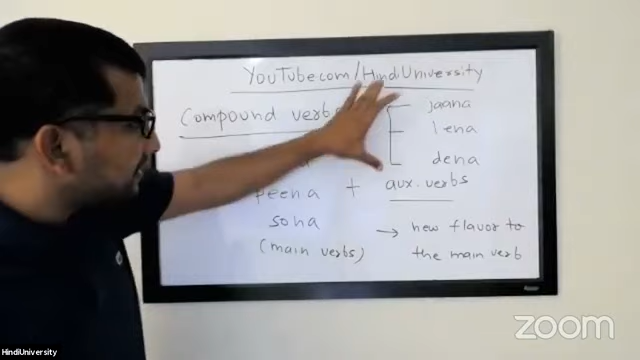 YouTube.com/HindiUniversity
Compound verbs
jaana
lena
dena
peena + aux. verbs
sona
(main verbs)
→ new flavor to
the main verb
HindiUniversity
zoom